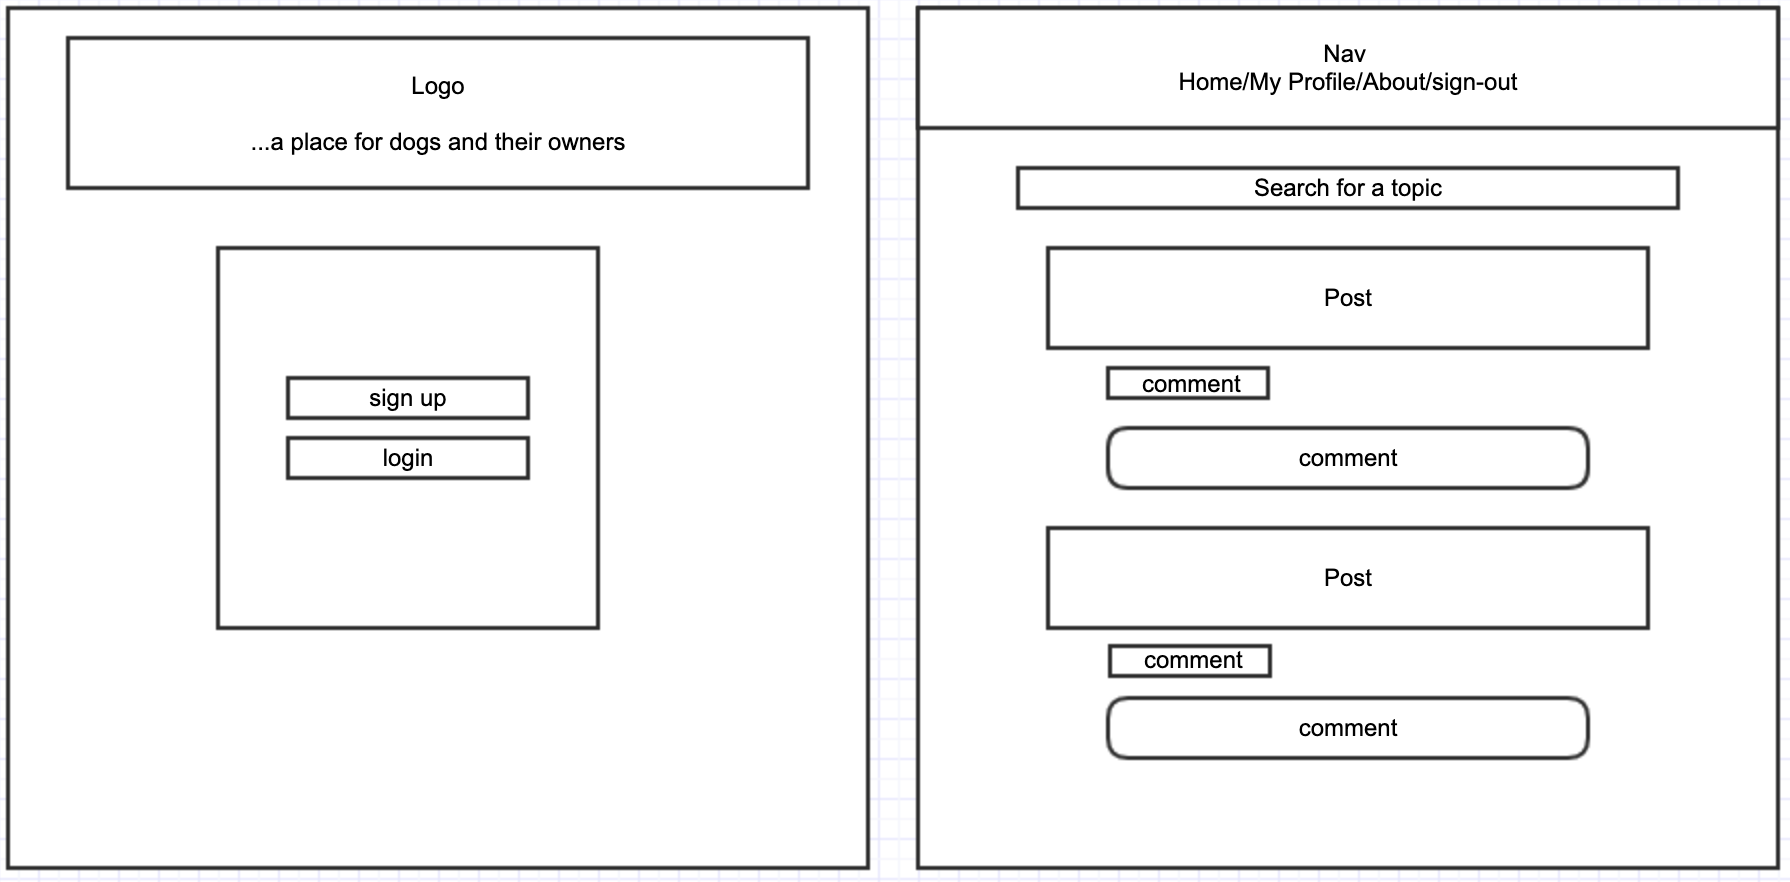 Logo
...a place for dogs and their owners
sign up
login
Nav
Home/My Profile/About/sign-out
Search for a topic
Post
comment
comment
Post
comment
comment